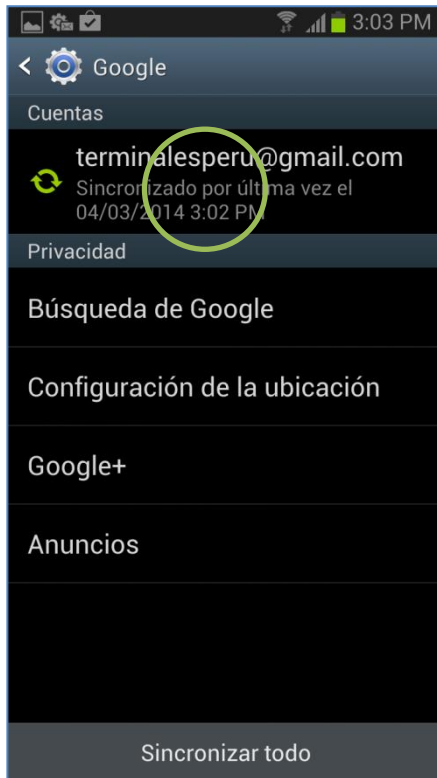 3:03 PM
Google
Cuentas
terminalesperu@gmail.com
Sincronizado por última vez el
04/03/2014 3:02 PM
Privacidad
Búsqueda de Google
Configuración de la ubicación
Google+
Anuncios
Sincronizar todo